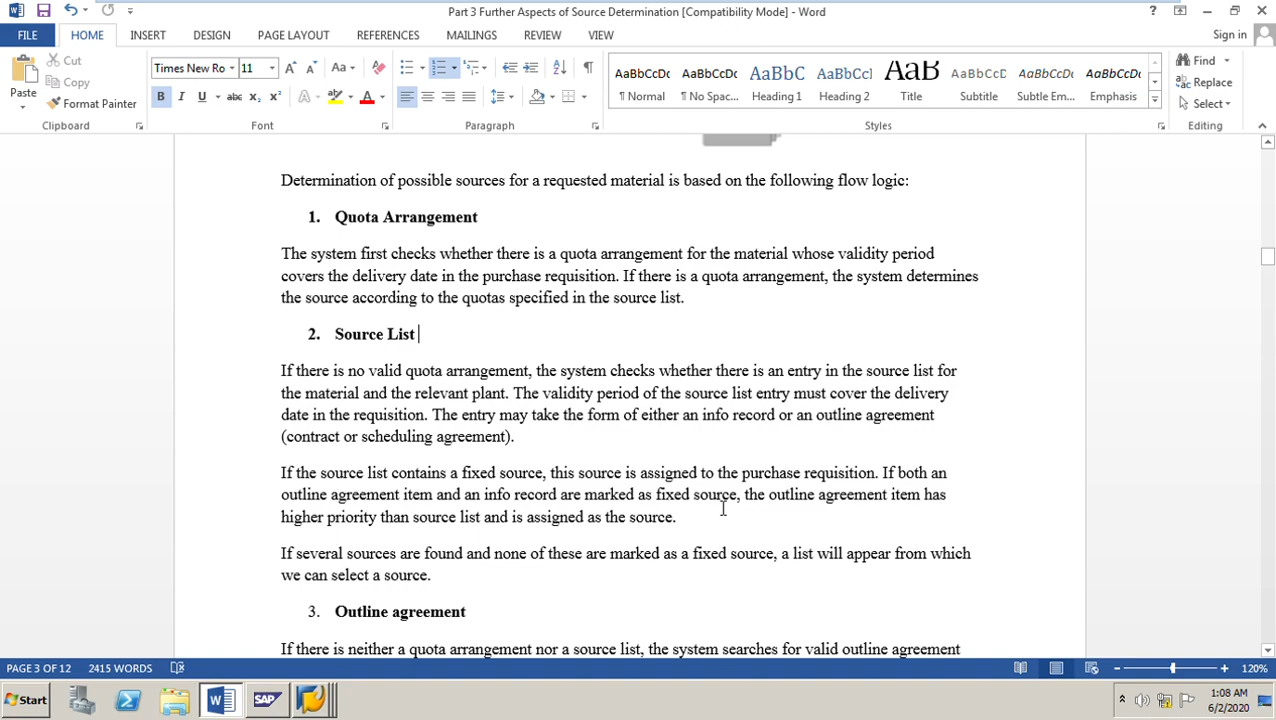 Part 3 Further Aspects of Source Determination [Compatibility Mode] - Word
?
FILE HOME INSERT DESIGN PAGE LAYOUT REFERENCES MAILINGS REVIEW VIEW Sign in
Paste
Cut
Copy
Format Painter
Clipboard
Times New Ro 11
B I U abc x₂ x²
Font
Paragraph
AaBbCcDc AaBbCcDc AaBbC AaBbCcC AaB AaBbCcD AaBbCcDt AaBbCcDt
¶ Normal ¶ No Spac... Heading 1 Heading 2 Title Subtitle Subtle Em... Emphasis
Styles
Find
Replace
Select
Editing
Determination of possible sources for a requested material is based on the following flow logic:
1. Quota Arrangement
The system first checks whether there is a quota arrangement for the material whose validity period
covers the delivery date in the purchase requisition. If there is a quota arrangement, the system determines
the source according to the quotas specified in the source list.
2. Source List
If there is no valid quota arrangement, the system checks whether there is an entry in the source list for
the material and the relevant plant. The validity period of the source list entry must cover the delivery
date in the requisition. The entry may take the form of either an info record or an outline agreement
(contract or scheduling agreement).
If the source list contains a fixed source, this source is assigned to the purchase requisition. If both an
outline agreement item and an info record are marked as fixed source, the outline agreement item has
higher priority than source list and is assigned as the source.
If several sources are found and none of these are marked as a fixed source, a list will appear from which
we can select a source.
3. Outline agreement
If there is neither a quota arrangement nor a source list, the system searches for valid outline agreement
PAGE 3 OF 12 2415 WORDS 120%
Start SAP 1:08 AM
6/2/2020